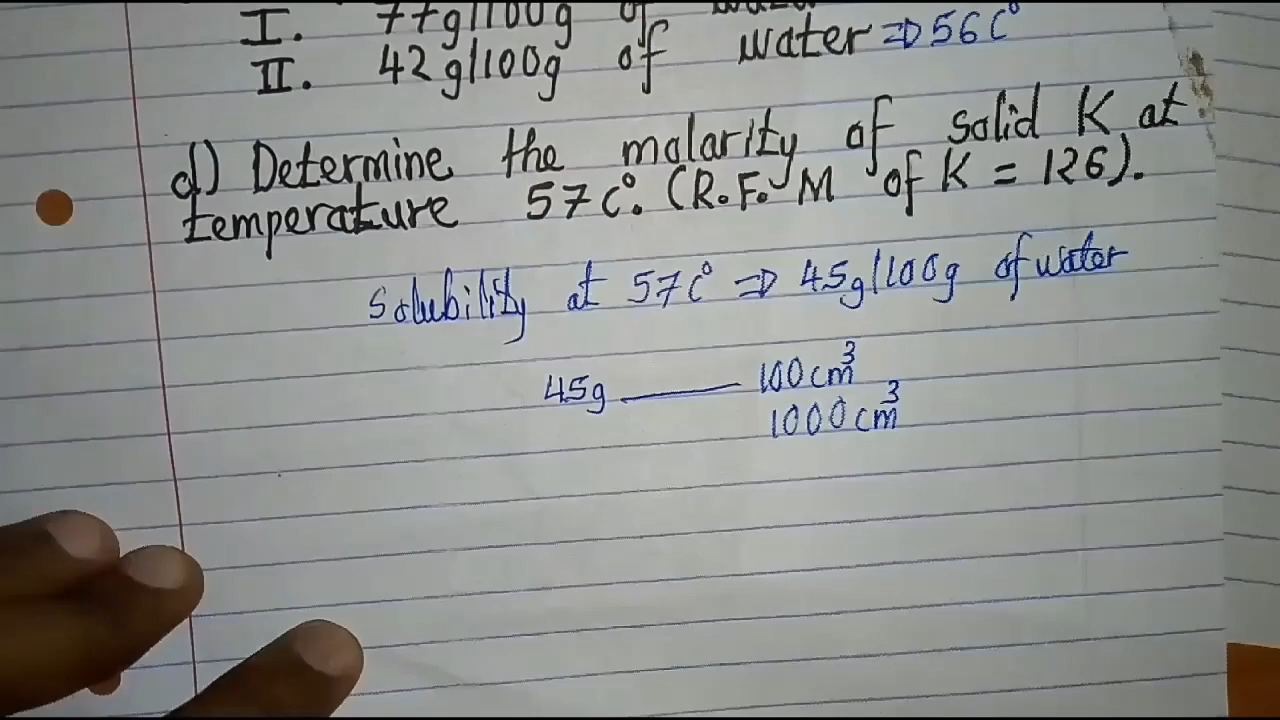 I. 77g/100g of water
II. 42g/100g of water ⇒ 56C°
d) Determine the molarity of solid K, at
temperature 57C°. (R.F.M of K = 126).
Solubility at 57C° ⇒ 45g/100g of water
45g —— 100cm³
1000cm³